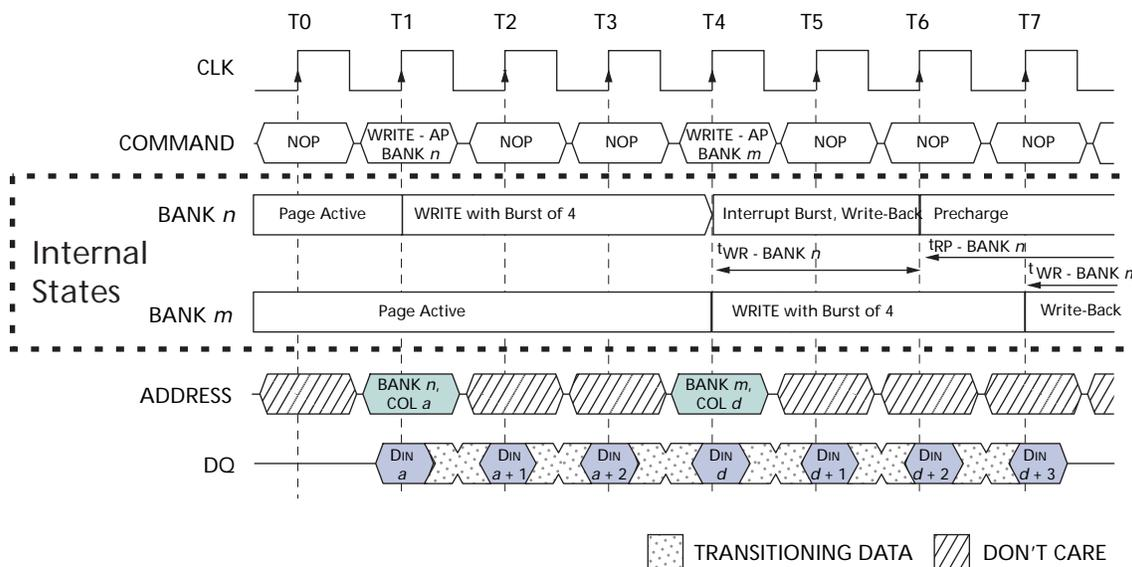 T0 T1 T2 T3 T4 T5 T6 T7
CLK
COMMAND NOP WRITE - AP NOP NOP WRITE - AP NOP NOP NOP
BANK n BANK m
BANK n Page Active WRITE with Burst of 4 Interrupt Burst, Write-Back Precharge
Internal
States
tWR - BANK n tRP - BANK n
t WR - BANK
BANK m Page Active WRITE with Burst of 4 Write-Back
ADDRESS BANK n, BANK m,
COL a COL d
DQ DIN DIN DIN DIN DIN DIN DIN
a a + 1 a + 2 d d + 1 d + 2 d + 3
TRANSITIONING DATA DON'T CARE